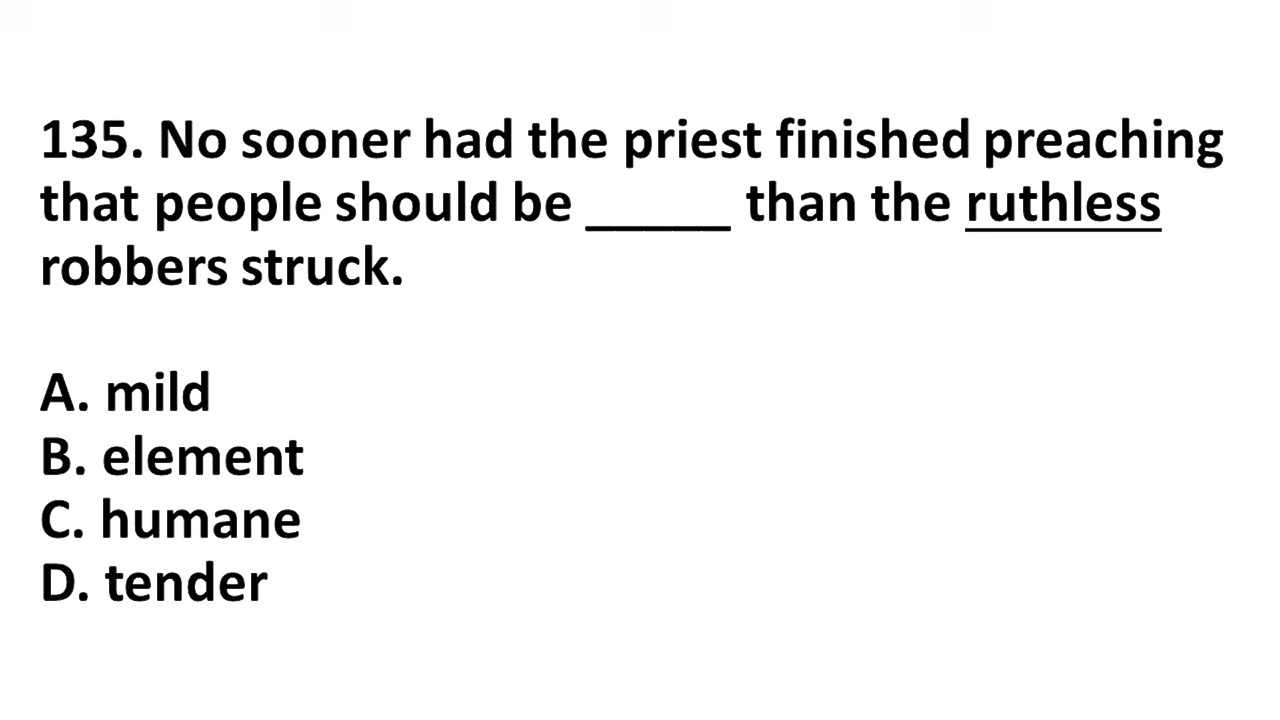 135. No sooner had the priest finished preaching
that people should be _____ than the ruthless
robbers struck.
A. mild
B. element
C. humane
D. tender